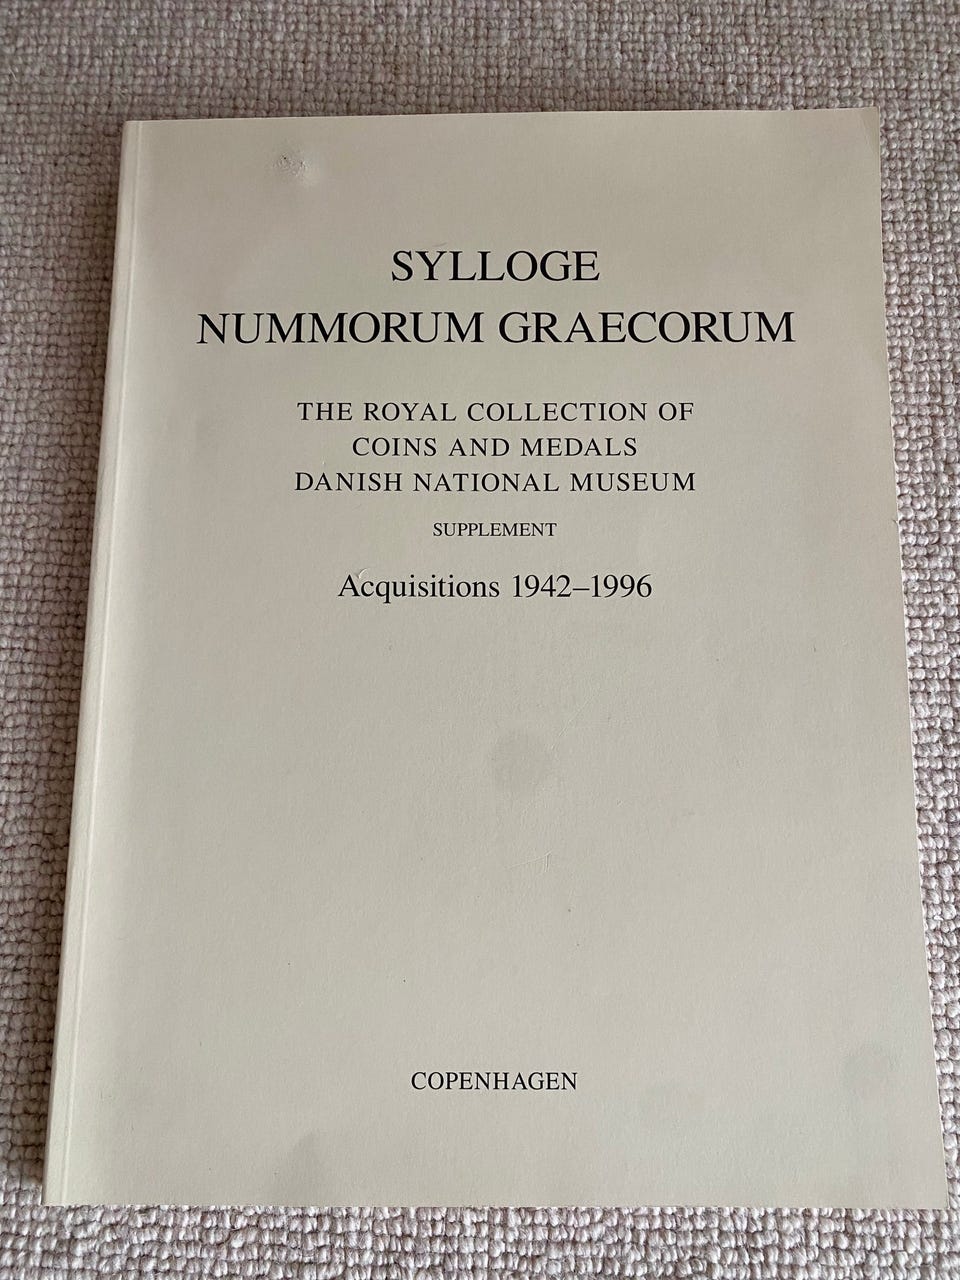 SYLLOGE
NUMMORUM GRAECORUM
THE ROYAL COLLECTION OF
COINS AND MEDALS
DANISH NATIONAL MUSEUM
SUPPLEMENT
Acquisitions 1942–1996
COPENHAGEN